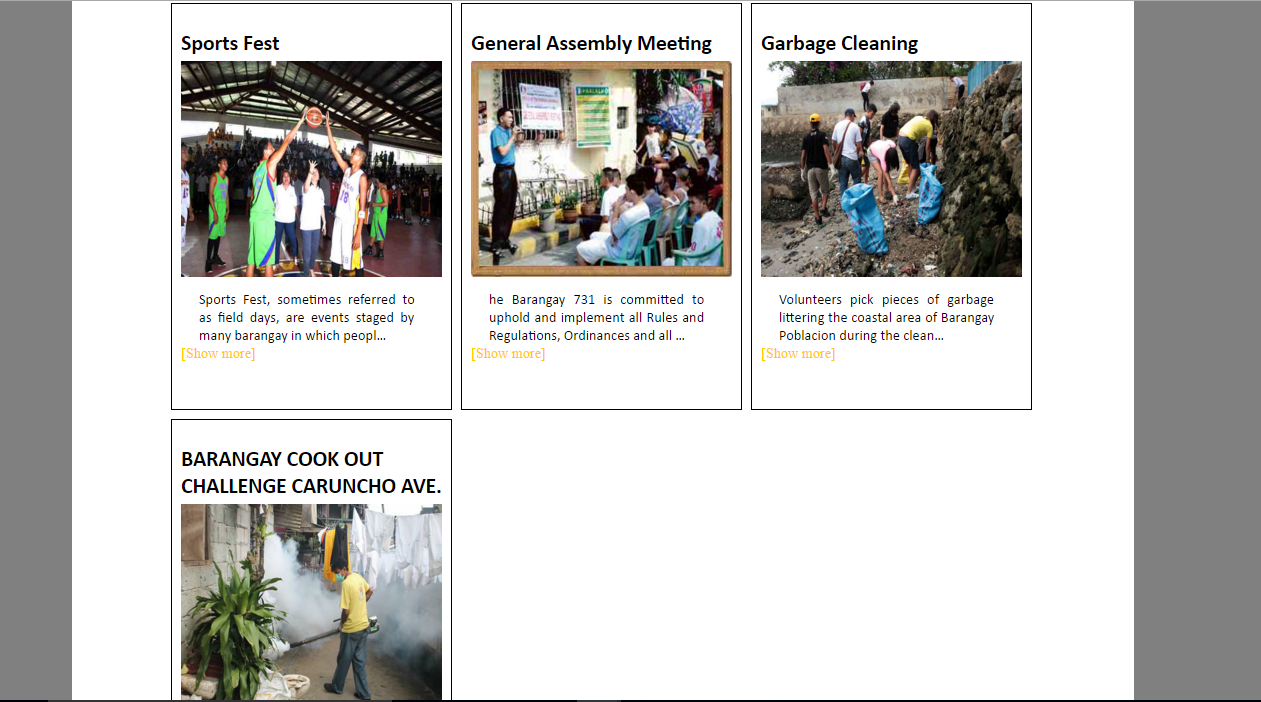 Sports Fest
Sports Fest, sometimes referred to
as field days, are events staged by
many barangay in which peopl...
[Show more]
General Assembly Meeting
he Barangay 731 is committed to
uphold and implement all Rules and
Regulations, Ordinances and all ...
[Show more]
Garbage Cleaning
Volunteers pick pieces of garbage
littering the coastal area of Barangay
Poblacion during the clean...
[Show more]
BARANGAY COOK OUT
CHALLENGE CARUNCHO AVE.